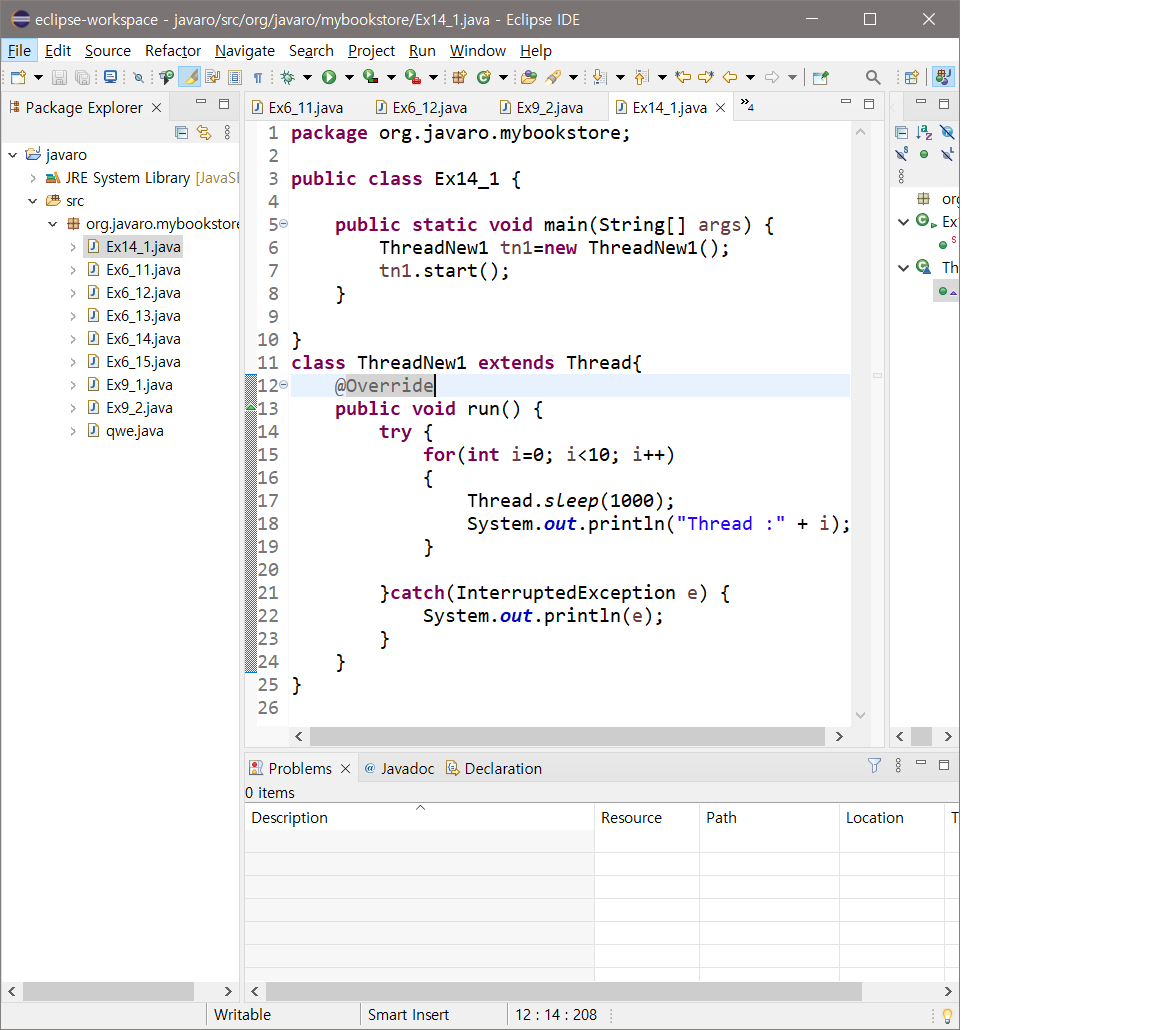 eclipse-workspace - javaro/src/org/javaro/mybookstore/Ex14_1.java - Eclipse IDE
File Edit Source Refactor Navigate Search Project Run Window Help
Package Explorer
javaro
JRE System Library [JavaSE
src
org.javaro.mybookstore
Ex14_1.java
Ex6_11.java
Ex6_12.java
Ex6_13.java
Ex6_14.java
Ex6_15.java
Ex9_1.java
Ex9_2.java
qwe.java
Ex6_11.java Ex6_12.java Ex9_2.java Ex14_1.java 4
1 package org.javaro.mybookstore;
2
3 public class Ex14_1 {
4
5 public static void main(String[] args) {
6 ThreadNew1 tn1=new ThreadNew1();
7 tn1.start();
8 }
9
10 }
11 class ThreadNew1 extends Thread{
12 @Override
13 public void run() {
14 try {
15 for(int i=0; i<10; i++)
16 {
17 Thread.sleep(1000);
18 System.out.println("Thread :" + i);
19 }
20
21 }catch(InterruptedException e) {
22 System.out.println(e);
23 }
24 }
25 }
26
org
Ex
S
Th
Problems @ Javadoc Declaration
0 items
Description Resource Path Location T
Writable Smart Insert 12 : 14 : 208